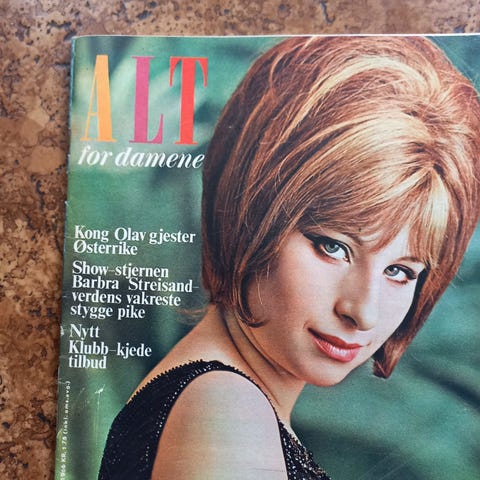 ALT
for damene
Kong Olav gjester
Østerrike
Show-stjernen
Barbra Streisand-
verdens vakreste
stygge pike
Nytt
Klubb-kjede
tilbud